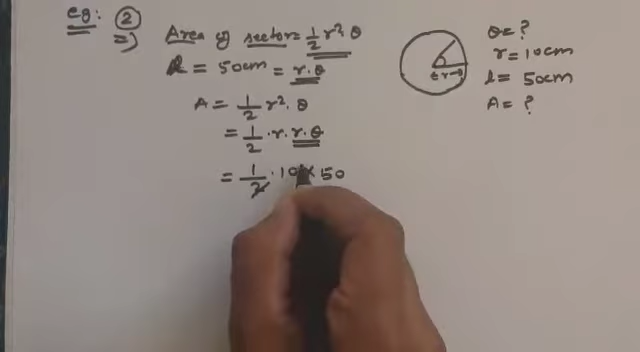 eg: ②
=> Area of sector = 1/2 r²·θ
l = 50cm = r·θ
A = 1/2 r²·θ
= 1/2 · r · r·θ
= 1/2 · 10 × 50
θ = ?
r = 10cm
l = 50cm
A = ?